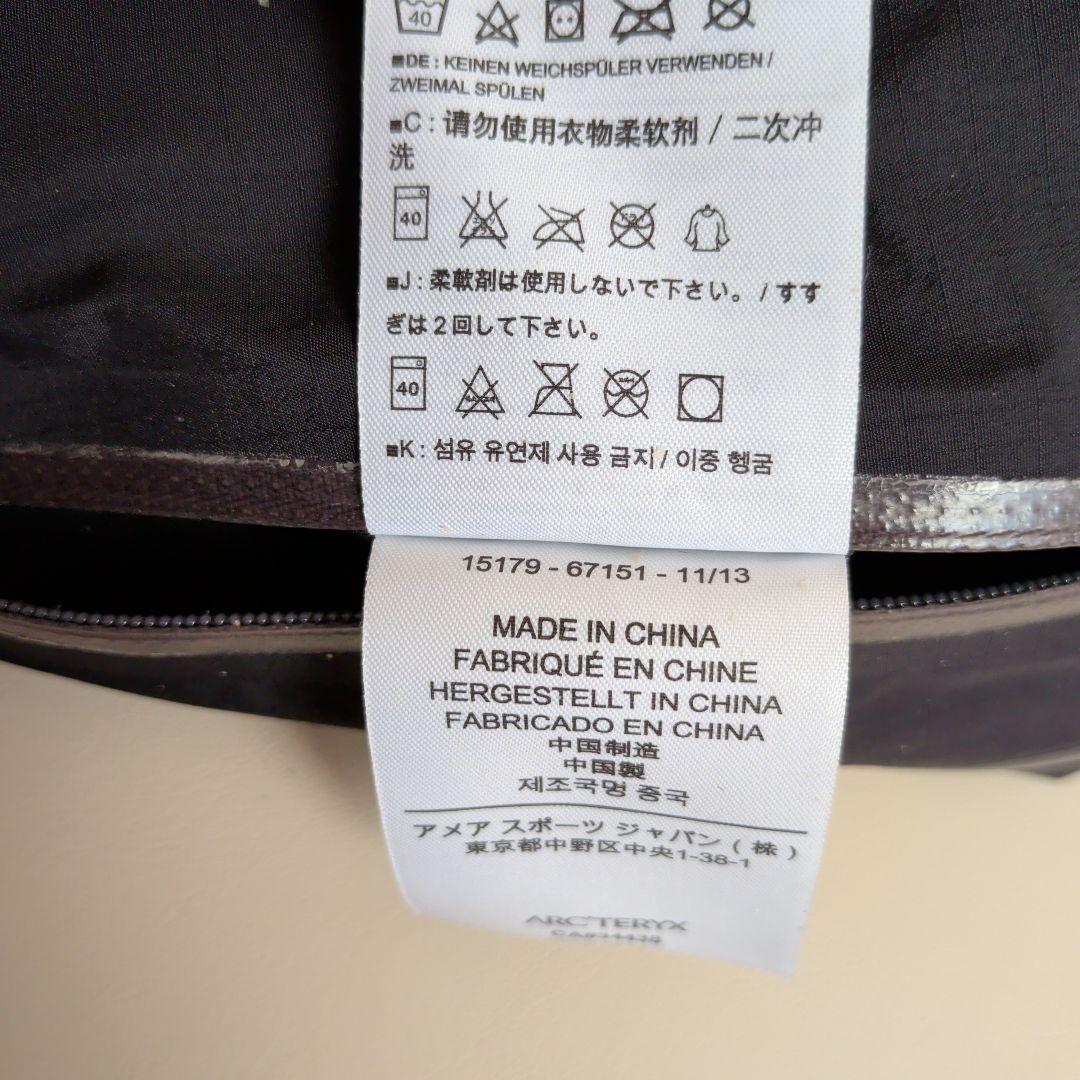 40
■DE : KEINEN WEICHSPÜLER VERWENDEN /
ZWEIMAL SPÜLEN
■C : 请勿使用衣物柔软剂 / 二次冲
洗
40
■J : 柔軟剤は使用しないで下さい。 / すす
ぎは2回して下さい。
40
■K : 섬유 유연제 사용 금지 / 이중 헹굼
15179 - 67151 - 11/13
MADE IN CHINA
FABRIQUÉ EN CHINE
HERGESTELLT IN CHINA
FABRICADO EN CHINA
中国制造
中国製
제조국명 중국
アメア スポーツ ジャパン ( 株 )
東京都中野区中央1-38-1
ARC'TERYX